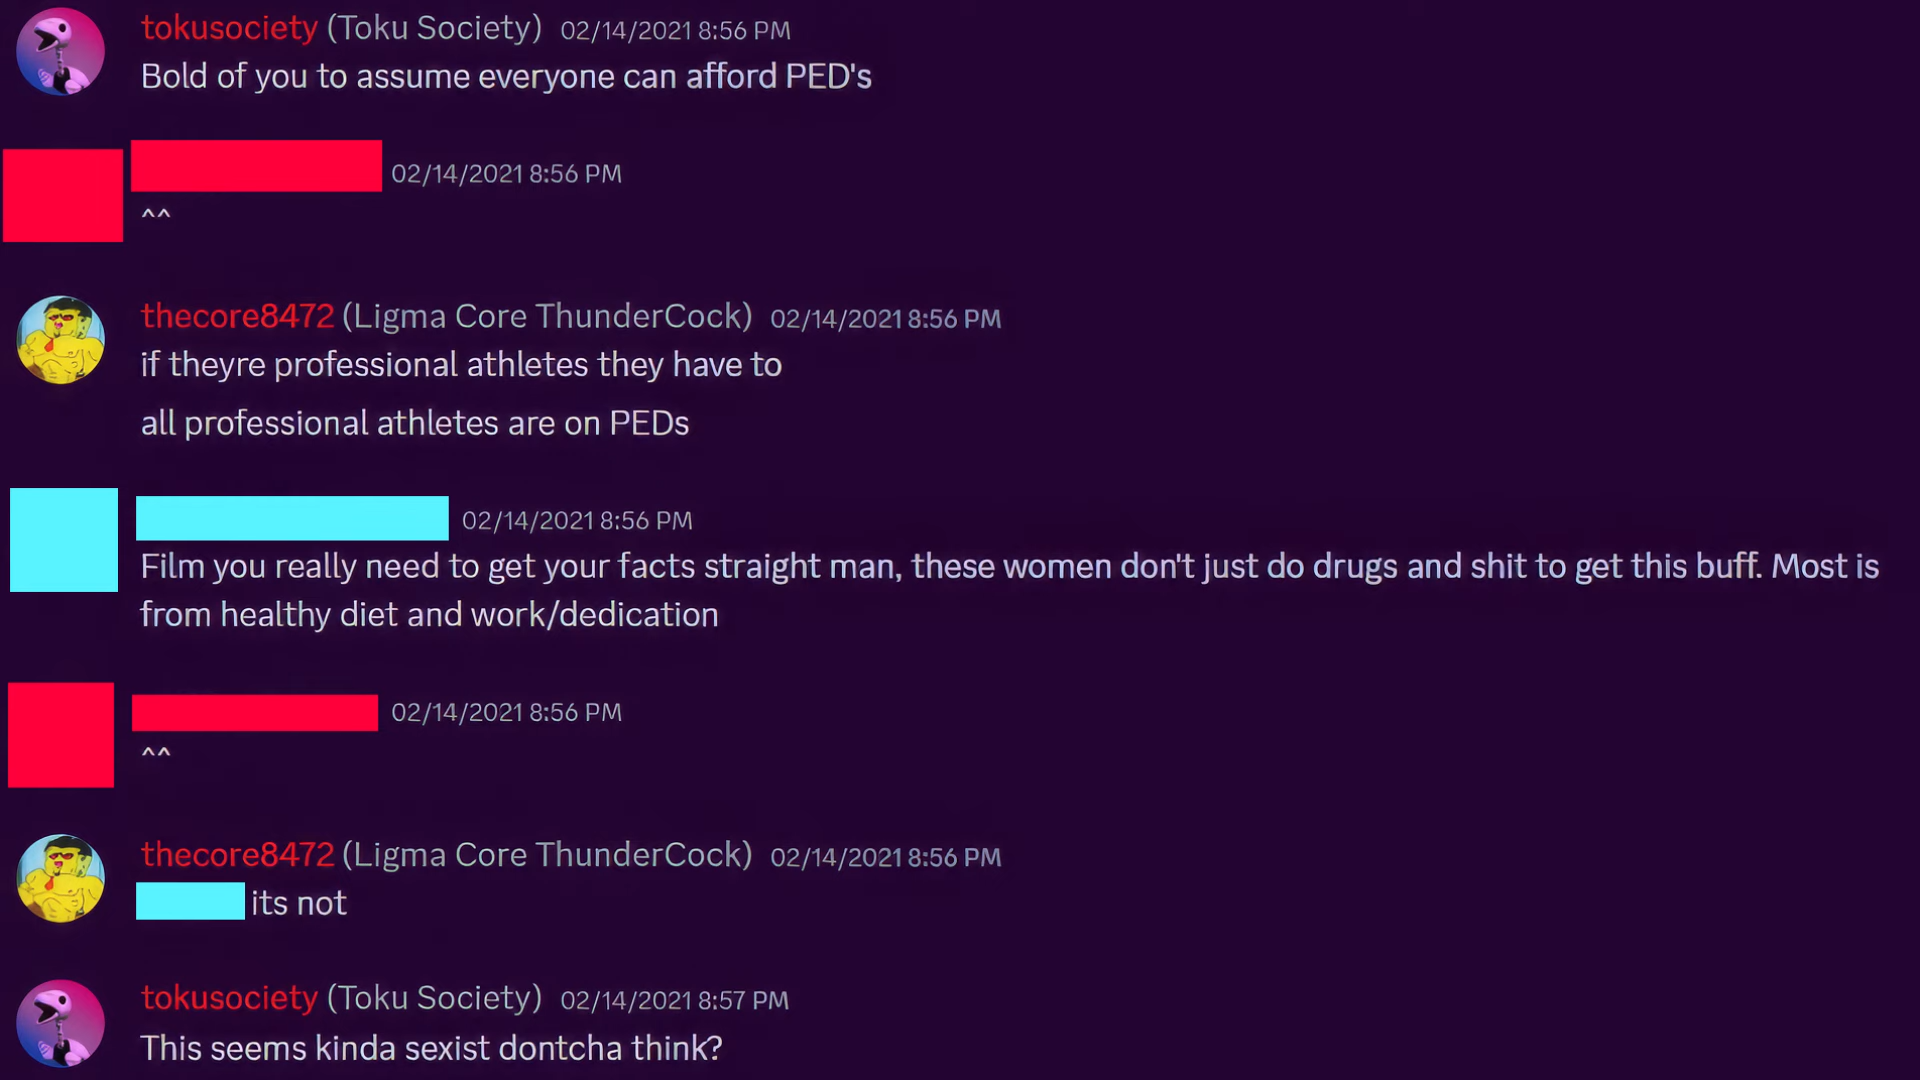 tokusociety (Toku Society) 02/14/2021 8:56 PM
Bold of you to assume everyone can afford PED's
02/14/2021 8:56 PM
^^
thecore8472 (Ligma Core ThunderCock) 02/14/2021 8:56 PM
if theyre professional athletes they have to
all professional athletes are on PEDs
02/14/2021 8:56 PM
Film you really need to get your facts straight man, these women don't just do drugs and shit to get this buff. Most is
from healthy diet and work/dedication
02/14/2021 8:56 PM
^^
thecore8472 (Ligma Core ThunderCock) 02/14/2021 8:56 PM
its not
tokusociety (Toku Society) 02/14/2021 8:57 PM
This seems kinda sexist dontcha think?